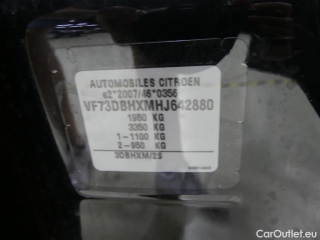 AUTOMOBILES CITROEN
e2*2007/46*0356
VF73DBHXMHJ642880
1950 KG
3350 KG
1-1100 KG
2-950 KG
3DBHXM/2S
CarOutlet.eu